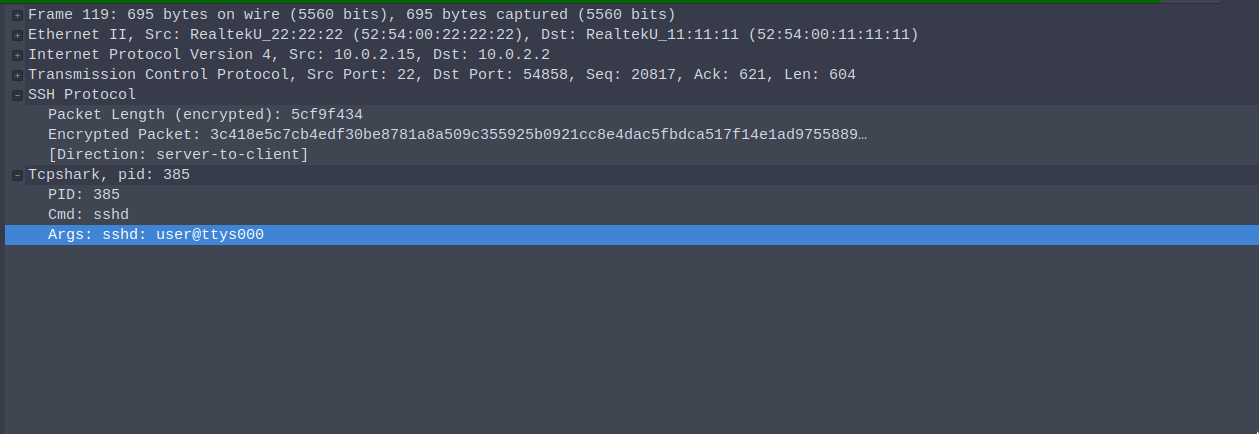 Frame 119: 695 bytes on wire (5560 bits), 695 bytes captured (5560 bits)
Ethernet II, Src: RealtekU_22:22:22 (52:54:00:22:22:22), Dst: RealtekU_11:11:11 (52:54:00:11:11:11)
Internet Protocol Version 4, Src: 10.0.2.15, Dst: 10.0.2.2
Transmission Control Protocol, Src Port: 22, Dst Port: 54858, Seq: 20817, Ack: 621, Len: 604
SSH Protocol
Packet Length (encrypted): 5cf9f434
Encrypted Packet: 3c418e5c7cb4edf30be8781a8a509c355925b0921cc8e4dac5fbdca517f14e1ad9755889…
[Direction: server-to-client]
Tcpshark, pid: 385
PID: 385
Cmd: sshd
Args: sshd: user@ttys000